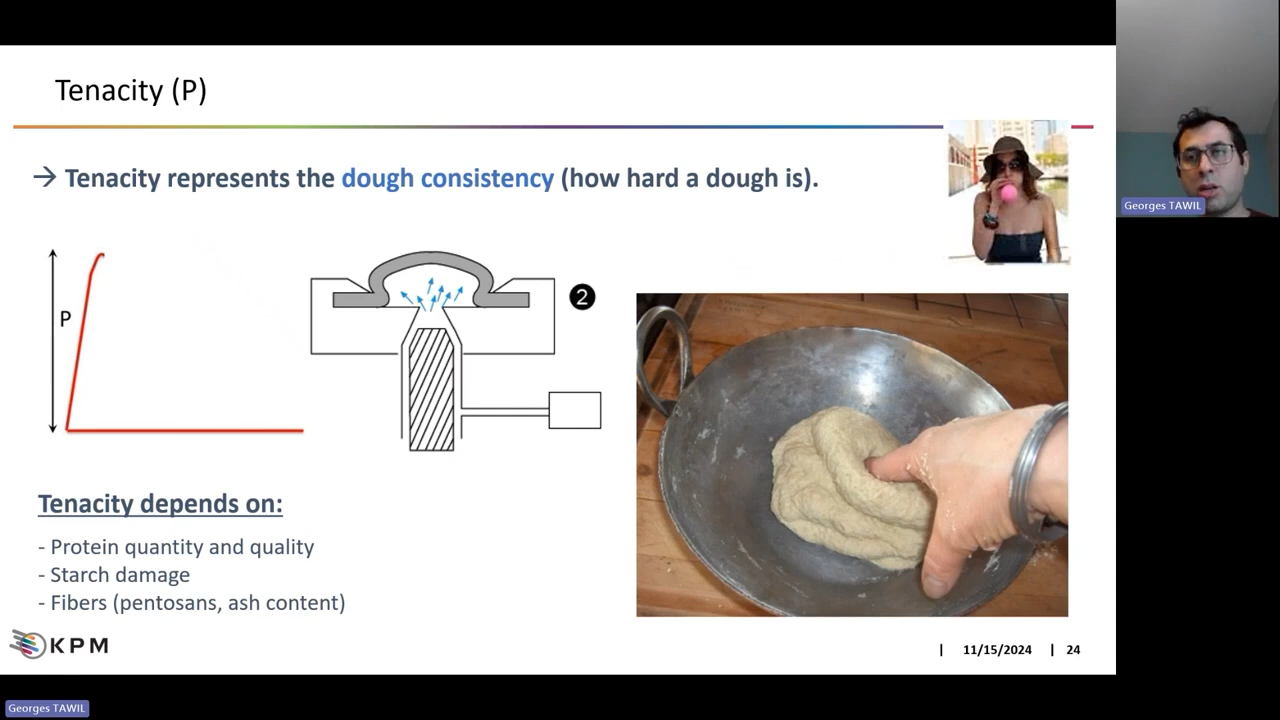 Tenacity (P)
→ Tenacity represents the dough consistency (how hard a dough is).
Georges TAWIL
P
2
Tenacity depends on:
- Protein quantity and quality
- Starch damage
- Fibers (pentosans, ash content)
KPM
| 11/15/2024 | 24
Georges TAWIL